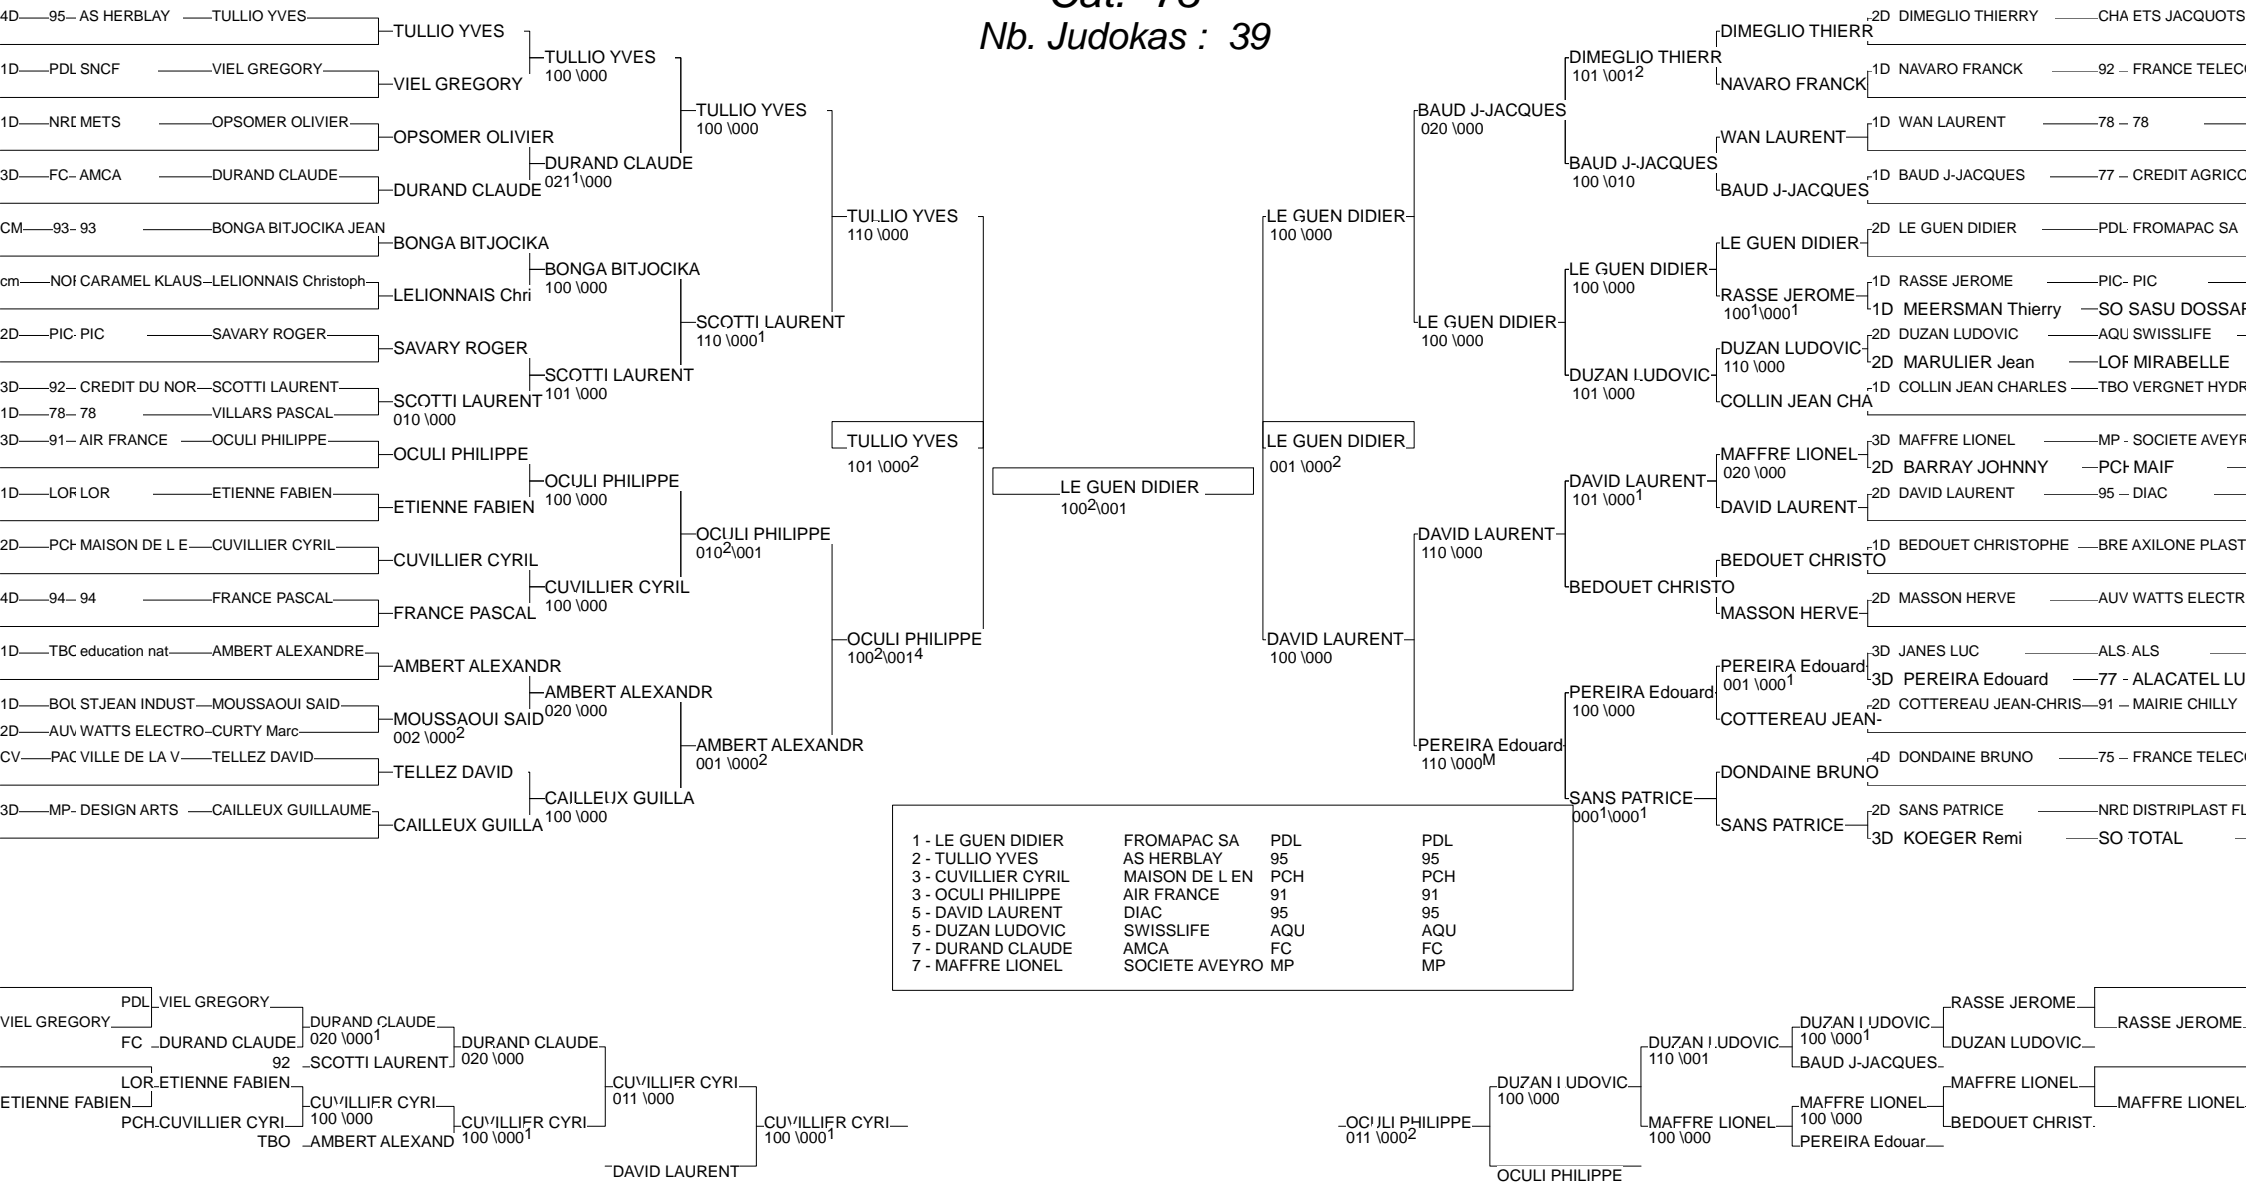 Nb. Judokas : 39
4D 95 AS HERBLAY TULLIO YVES
1D PDL SNCF VIEL GREGORY
1D METS OPSOMER OLIVIER
3D FC AMCA DURAND CLAUDE
CM 93 93 BONGA BITJOCIKA JEAN
cm CARAMEL KLAUS LELIONNAIS Christoph
2D PIC PIC SAVARY ROGER
3D 92 CREDIT DU NOR SCOTTI LAURENT
1D 78 78 VILLARS PASCAL
3D 91 AIR FRANCE OCULI PHILIPPE
1D LOR LOR ETIENNE FABIEN
2D PCH MAISON DE L E CUVILLIER CYRIL
4D 94 94 FRANCE PASCAL
1D TBO education nat AMBERT ALEXANDRE
1D BOU STJEAN INDUST MOUSSAOUI SAID
2D AUV WATTS ELECTRO CURTY Marc
CV PAC VILLE DE LA V TELLEZ DAVID
3D MP DESIGN ARTS CAILLEUX GUILLAUME
TULLIO YVES
VIEL GREGORY
OPSOMER OLIVIER
DURAND CLAUDE
BONGA BITJOCIKA
LELIONNAIS Chri
SAVARY ROGER
SCOTTI LAURENT
010 \000
OCULI PHILIPPE
ETIENNE FABIEN
CUVILLIER CYRIL
FRANCE PASCAL
AMBERT ALEXANDR
MOUSSAOUI SAID
002 \000²
TELLEZ DAVID
CAILLEUX GUILLA
TULLIO YVES
100 \000
DURAND CLAUDE
021¹\000
BONGA BITJOCIKA
100 \000
SCOTTI LAURENT
101 \000
OCULI PHILIPPE
100 \000
CUVILLIER CYRIL
100 \000
AMBERT ALEXANDR
020 \000
CAILLEUX GUILLA
100 \000
TULLIO YVES
100 \000
SCOTTI LAURENT
110 \000¹
OCULI PHILIPPE
010²\001
AMBERT ALEXANDR
001 \000²
TULLIO YVES
110 \000
OCULI PHILIPPE
100²\001⁴
TULLIO YVES
101 \000²
LE GUEN DIDIER
100²\001
LE GUEN DIDIER
001 \000²
LE GUEN DIDIER
100 \000
DAVID LAURENT
100 \000
BAUD J-JACQUES
020 \000
LE GUEN DIDIER
100 \000
DAVID LAURENT
110 \000
PEREIRA Edouard
110 \000ᴹ
DIMEGLIO THIERR
101 \001²
BAUD J-JACQUES
100 \010
LE GUEN DIDIER
100 \000
DUZAN LUDOVIC
101 \000
DAVID LAURENT
101 \000¹
BEDOUET CHRISTO
PEREIRA Edouard
100 \000
SANS PATRICE
000¹\000¹
DIMEGLIO THIERR
NAVARO FRANCK
WAN LAURENT
BAUD J-JACQUES
LE GUEN DIDIER
RASSE JEROME
100¹\000¹
DUZAN LUDOVIC
110 \000
COLLIN JEAN CHA
MAFFRE LIONEL
020 \000
DAVID LAURENT
BEDOUET CHRISTO
MASSON HERVE
PEREIRA Edouard
001 \000¹
COTTEREAU JEAN-
DONDAINE BRUNO
SANS PATRICE
2D DIMEGLIO THIERRY CHA ETS JACQUOTS
1D NAVARO FRANCK 92 FRANCE TELECO
1D WAN LAURENT 78 78
1D BAUD J-JACQUES 77 CREDIT AGRICO
2D LE GUEN DIDIER PDL FROMAPAC SA
1D RASSE JEROME PIC PIC
1D MEERSMAN Thierry SO SASU DOSSAR
2D DUZAN LUDOVIC AQU SWISSLIFE
2D MARULIER Jean LOR MIRABELLE
1D COLLIN JEAN CHARLES TBO VERGNET HYDR
3D MAFFRE LIONEL MP SOCIETE AVEYR
2D BARRAY JOHNNY PCH MAIF
2D DAVID LAURENT 95 DIAC
1D BEDOUET CHRISTOPHE BRE AXILONE PLAST
2D MASSON HERVE AUV WATTS ELECTR
3D JANES LUC ALS ALS
3D PEREIRA Edouard 77 ALACATEL LU
2D COTTEREAU JEAN-CHRIS 91 MAIRIE CHILLY
4D DONDAINE BRUNO 75 FRANCE TELECO
2D SANS PATRICE NRD DISTRIPLAST FL
3D KOEGER Remi SO TOTAL
1 - LE GUEN DIDIER FROMAPAC SA PDL PDL
2 - TULLIO YVES AS HERBLAY 95 95
3 - CUVILLIER CYRIL MAISON DE L EN PCH PCH
3 - OCULI PHILIPPE AIR FRANCE 91 91
5 - DAVID LAURENT DIAC 95 95
5 - DUZAN LUDOVIC SWISSLIFE AQU AQU
7 - DURAND CLAUDE AMCA FC FC
7 - MAFFRE LIONEL SOCIETE AVEYRO MP MP
VIEL GREGORY
ETIENNE FABIEN
PDL VIEL GREGORY
FC DURAND CLAUDE
92 SCOTTI LAURENT
LOR ETIENNE FABIEN
PCH CUVILLIER CYRI
TBO AMBERT ALEXAND
DURAND CLAUDE
020 \000¹
CUVILLIER CYRI
100 \000
DURAND CLAUDE
020 \000
CUVILLIER CYRI
100 \000¹
CUVILLIER CYRI
011 \000
DAVID LAURENT
CUVILLIER CYRI
100 \000¹
OCULI PHILIPPE
011 \000²
DUZAN LUDOVIC
100 \000
OCULI PHILIPPE
DUZAN LUDOVIC
110 \001
MAFFRE LIONEL
100 \000
DUZAN LUDOVIC
100 \000¹
BAUD J-JACQUES
MAFFRE LIONEL
100 \000
PEREIRA Edouar
RASSE JEROME
DUZAN LUDOVIC
MAFFRE LIONEL
BEDOUET CHRIST
RASSE JEROME
MAFFRE LIONEL